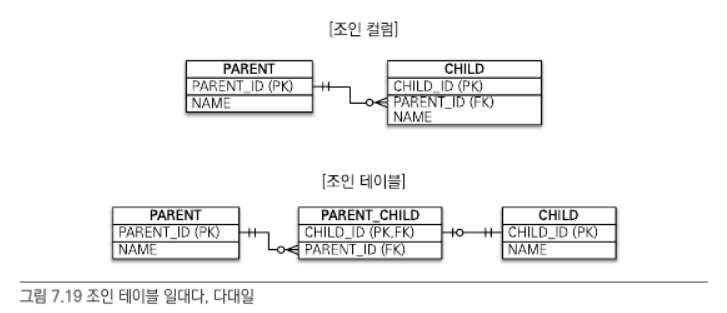 [조인 컬럼]
PARENT
PARENT_ID (PK)
NAME
CHILD
CHILD_ID (PK)
PARENT_ID (FK)
NAME
[조인 테이블]
PARENT
PARENT_ID (PK)
NAME
PARENT_CHILD
CHILD_ID (PK,FK)
PARENT_ID (FK)
CHILD
CHILD_ID (PK)
NAME
그림 7.19 조인 테이블 일대다, 다대일